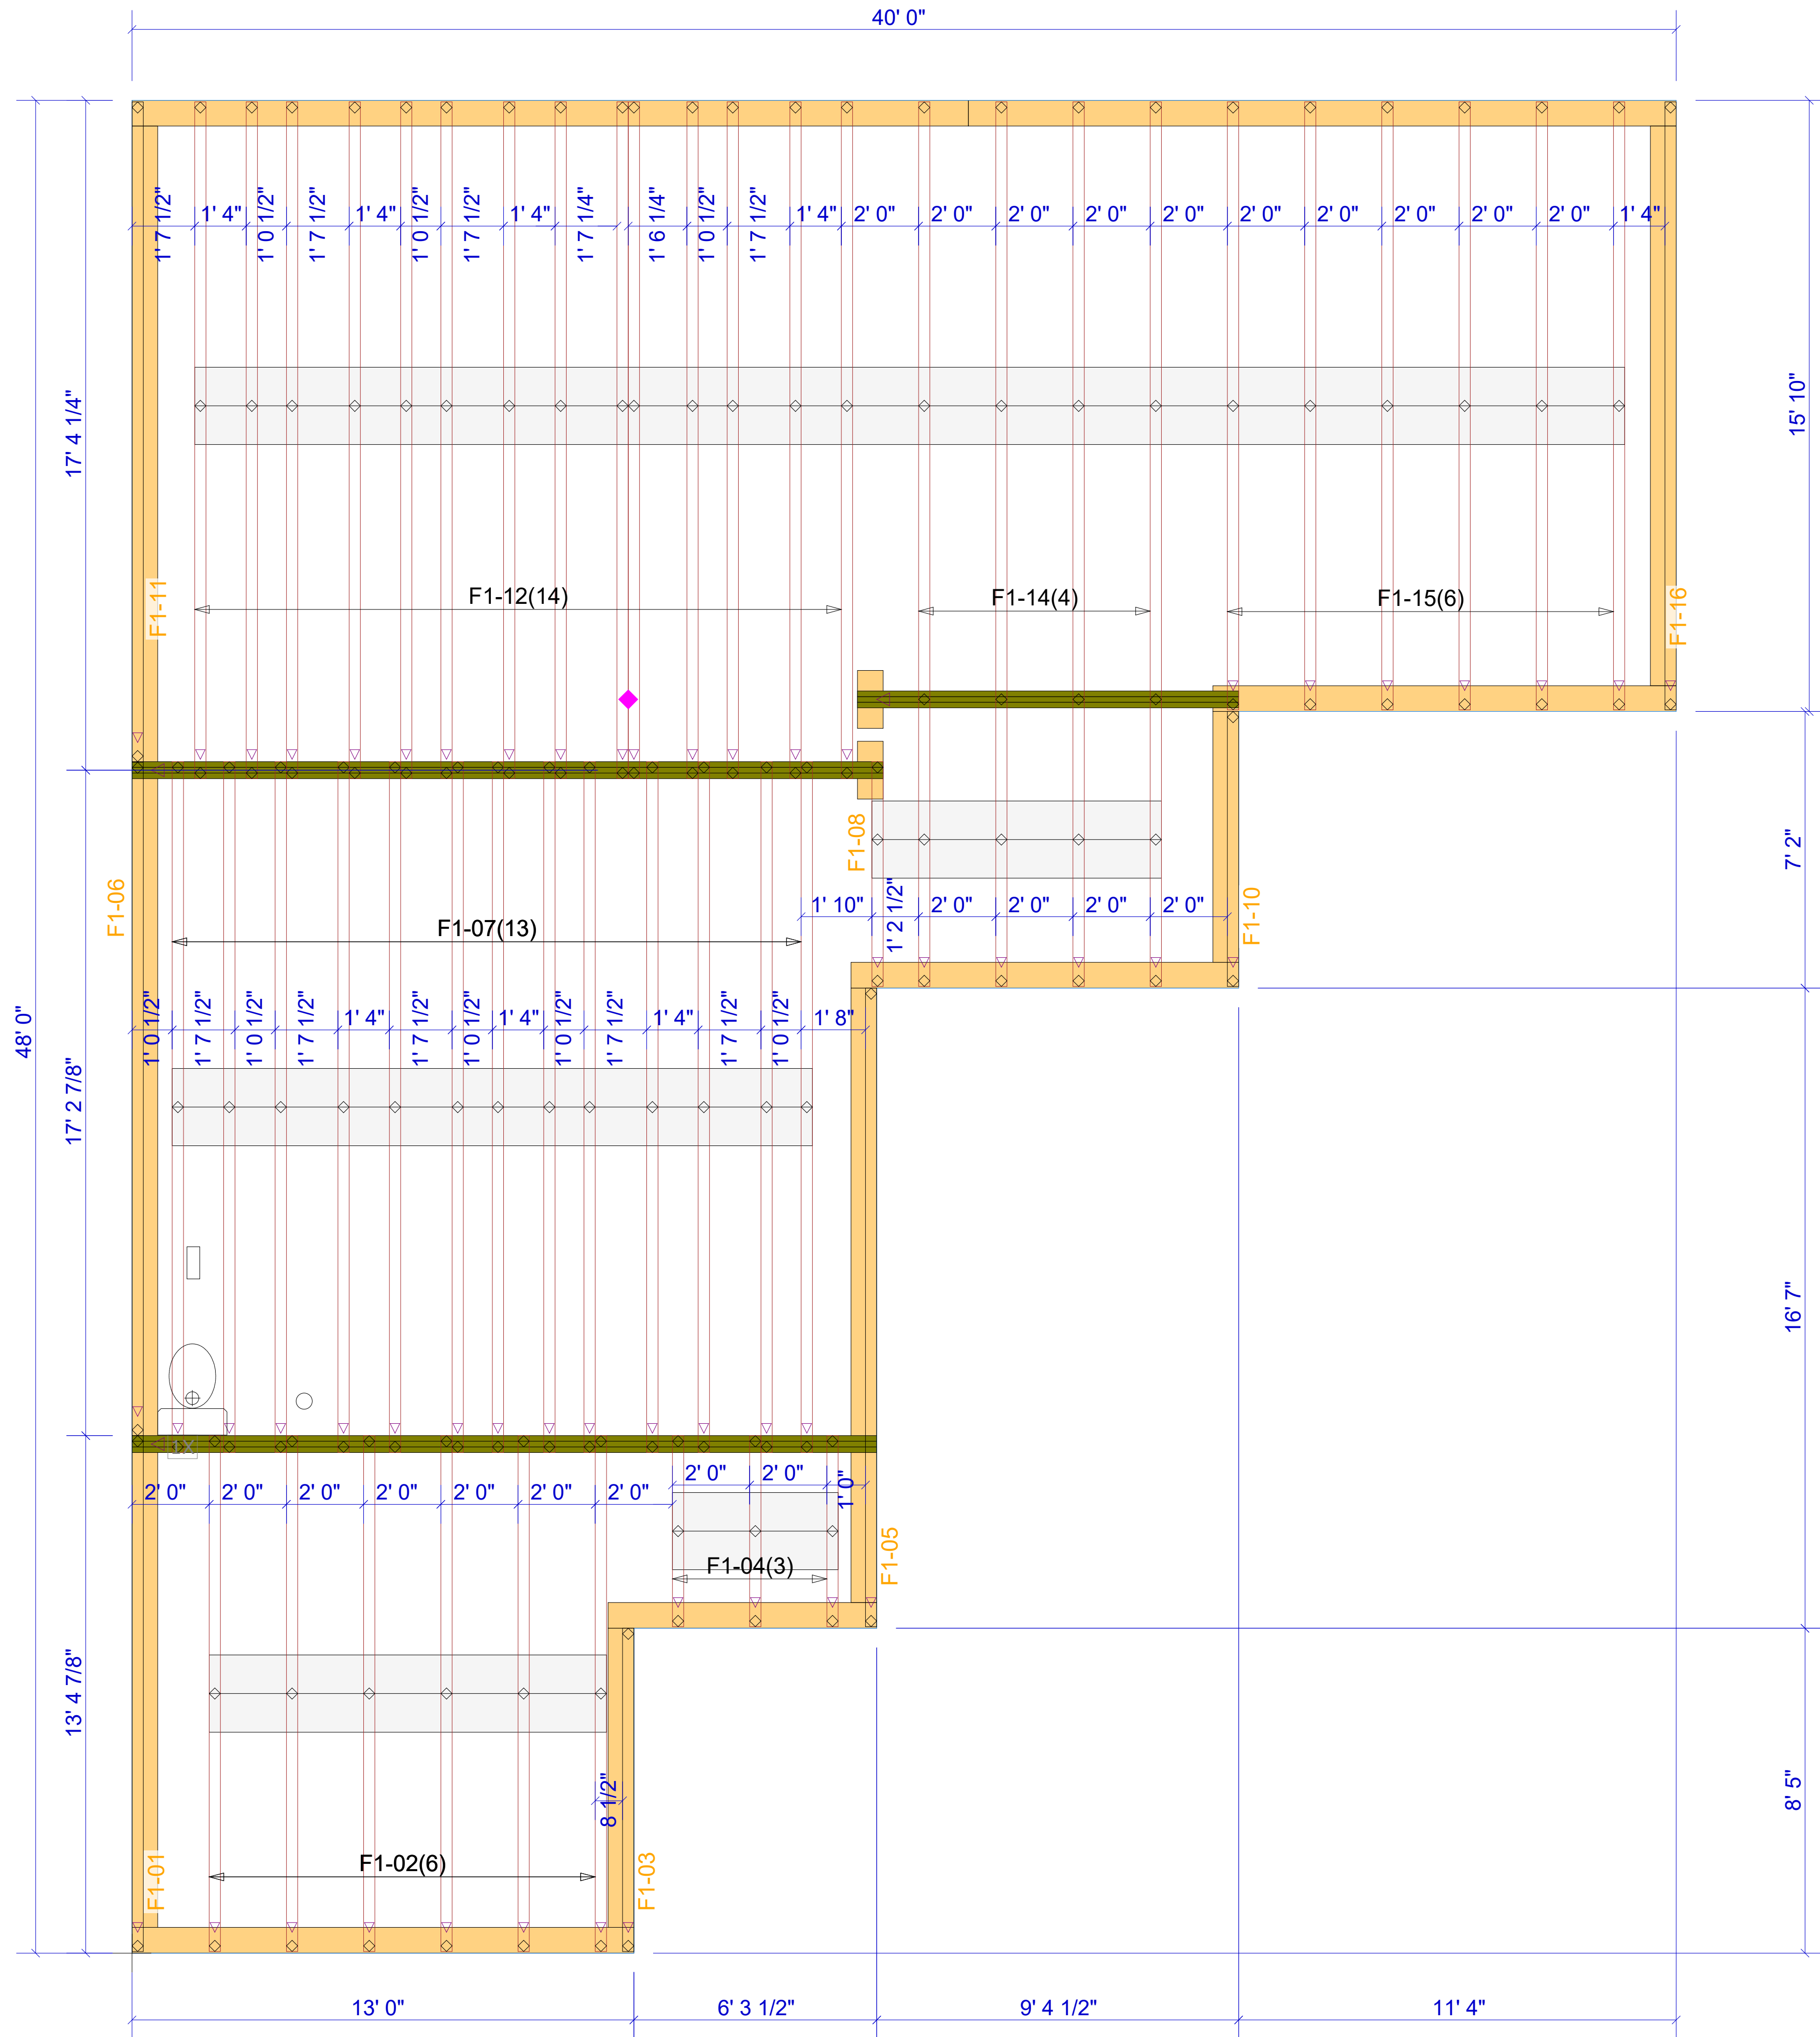 40' 0"
1' 7 1/2"
1' 4"
1' 0 1/2"
1' 7 1/2"
1' 4"
1' 0 1/2"
1' 7 1/2"
1' 4"
1' 7 1/4"
1' 6 1/4"
1' 0 1/2"
1' 7 1/2"
1' 4"
2' 0"
2' 0"
2' 0"
2' 0"
2' 0"
2' 0"
2' 0"
2' 0"
2' 0"
2' 0"
1' 4"
17' 4 1/4"
15' 10"
F1-11
F1-12(14)
F1-14(4)
F1-15(6)
F1-16
F1-06
F1-08
7' 2"
1' 10"
1' 2 1/2"
2' 0"
2' 0"
2' 0"
2' 0"
F1-10
F1-07(13)
48' 0"
1' 0 1/2"
1' 7 1/2"
1' 0 1/2"
1' 7 1/2"
1' 4"
1' 7 1/2"
1' 0 1/2"
1' 4"
1' 0 1/2"
1' 7 1/2"
1' 4"
1' 7 1/2"
1' 0 1/2"
1' 8"
17' 2 7/8"
16' 7"
2' 0"
2' 0"
2' 0"
2' 0"
2' 0"
2' 0"
2' 0"
2' 0"
2' 0"
1' 0"
F1-04(3)
F1-05
13' 4 7/8"
8 1/2"
8' 5"
F1-01
F1-02(6)
F1-03
13' 0"
6' 3 1/2"
9' 4 1/2"
11' 4"